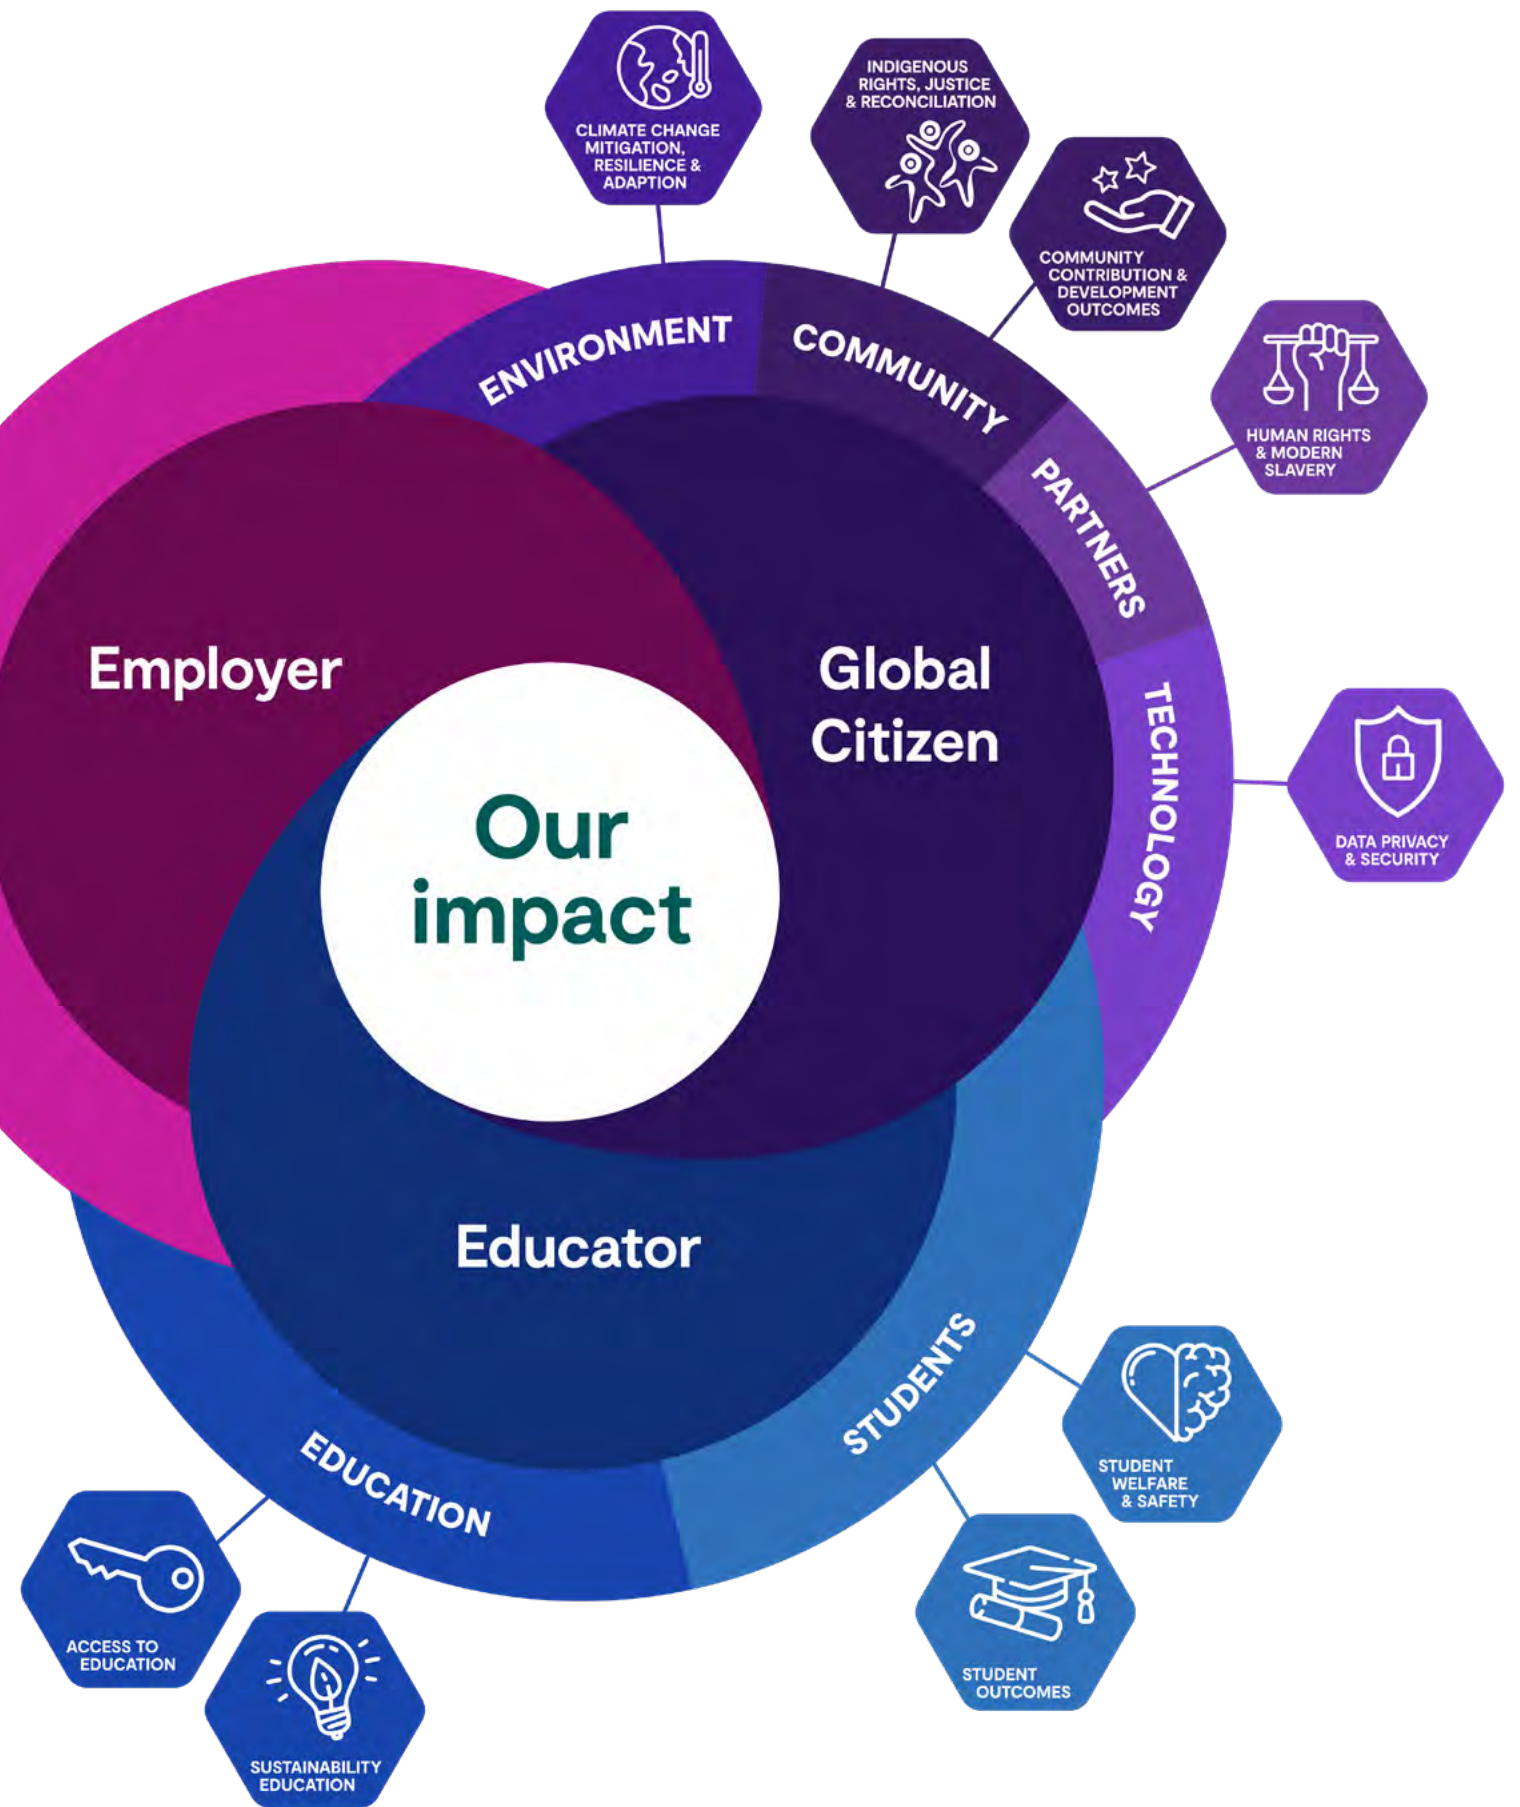 CLIMATE CHANGE
MITIGATION,
RESILIENCE &
ADAPTION
INDIGENOUS
RIGHTS, JUSTICE
& RECONCILIATION
COMMUNITY
CONTRIBUTION &
DEVELOPMENT
OUTCOMES
HUMAN RIGHTS
& MODERN
SLAVERY
DATA PRIVACY
& SECURITY
ENVIRONMENT
COMMUNITY
PARTNERS
TECHNOLOGY
Employer
Global
Citizen
Our
impact
Educator
STUDENTS
EDUCATION
STUDENT
WELFARE
& SAFETY
STUDENT
OUTCOMES
ACCESS TO
EDUCATION
SUSTAINABILITY
EDUCATION